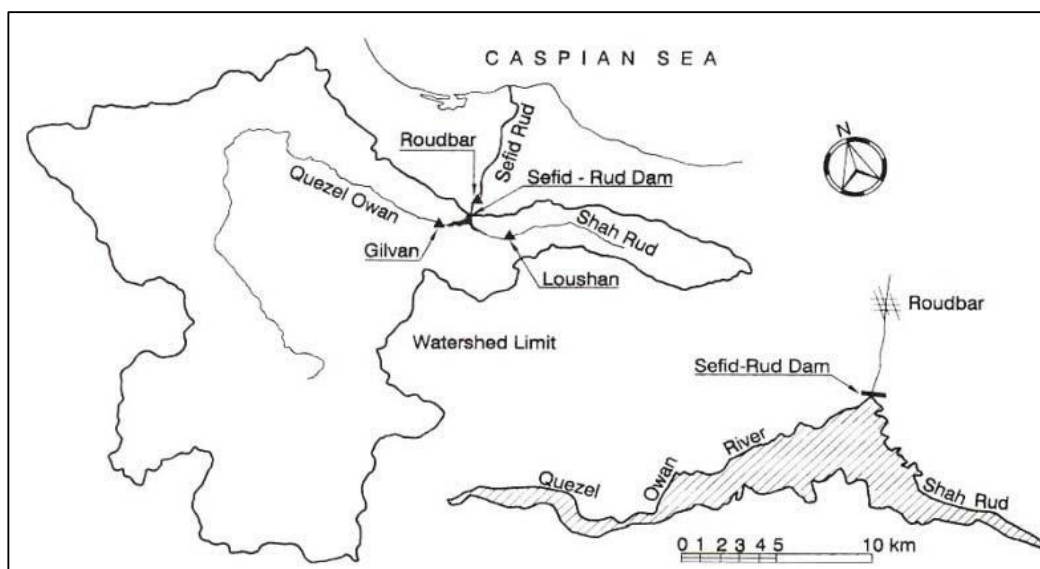 CASPIAN SEA
N
Roudbar
Sefid Rud
Sefid - Rud Dam
Quezel Owan
Shah Rud
Gilvan
Loushan
Watershed Limit
Roudbar
Sefid-Rud Dam
Quezel Owan River
Shah Rud
0 1 2 3 4 5 10 km